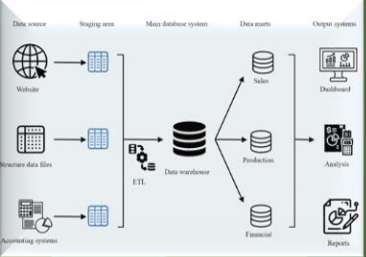 Data source
Staging area
Main database system
Data marts
Output systems
Website
Sales
Dashboard
Structure data files
ETL
Data warehouse
Production
Analysis
Accounting systems
Financial
Reports